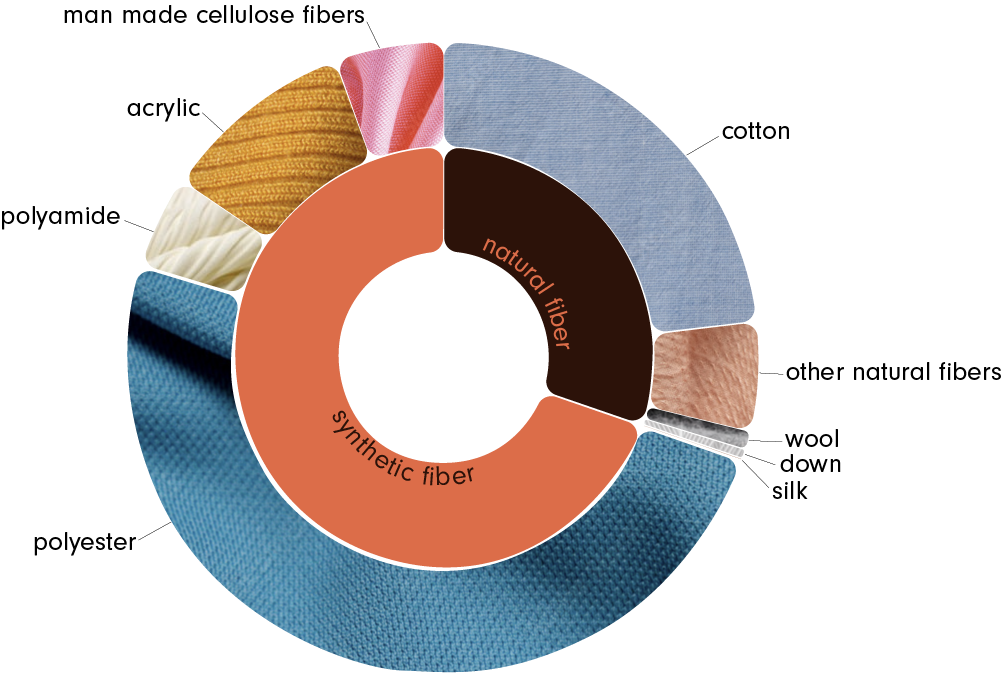 man made cellulose fibers
acrylic
cotton
polyamide
natural fiber
other natural fibers
wool
down
silk
synthetic fiber
polyester